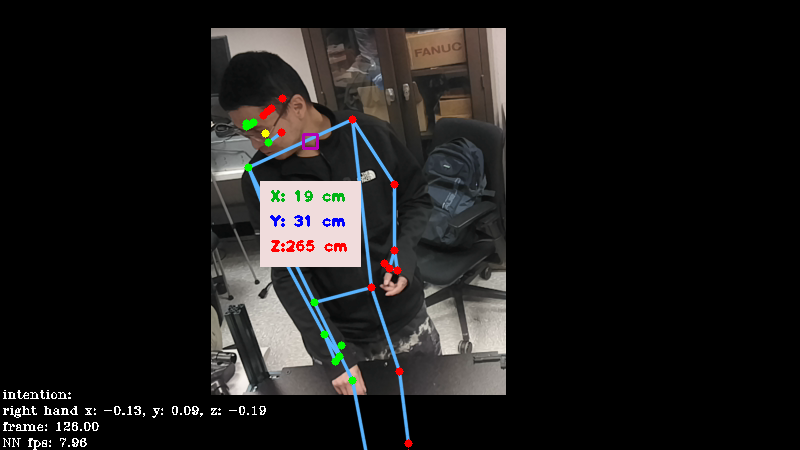 FANUC
X: 19 cm
Y: 31 cm
Z:265 cm
intention:
right hand x: −0.13, y: 0.09, z: −0.19
frame: 126.00
NN fps: 7.96